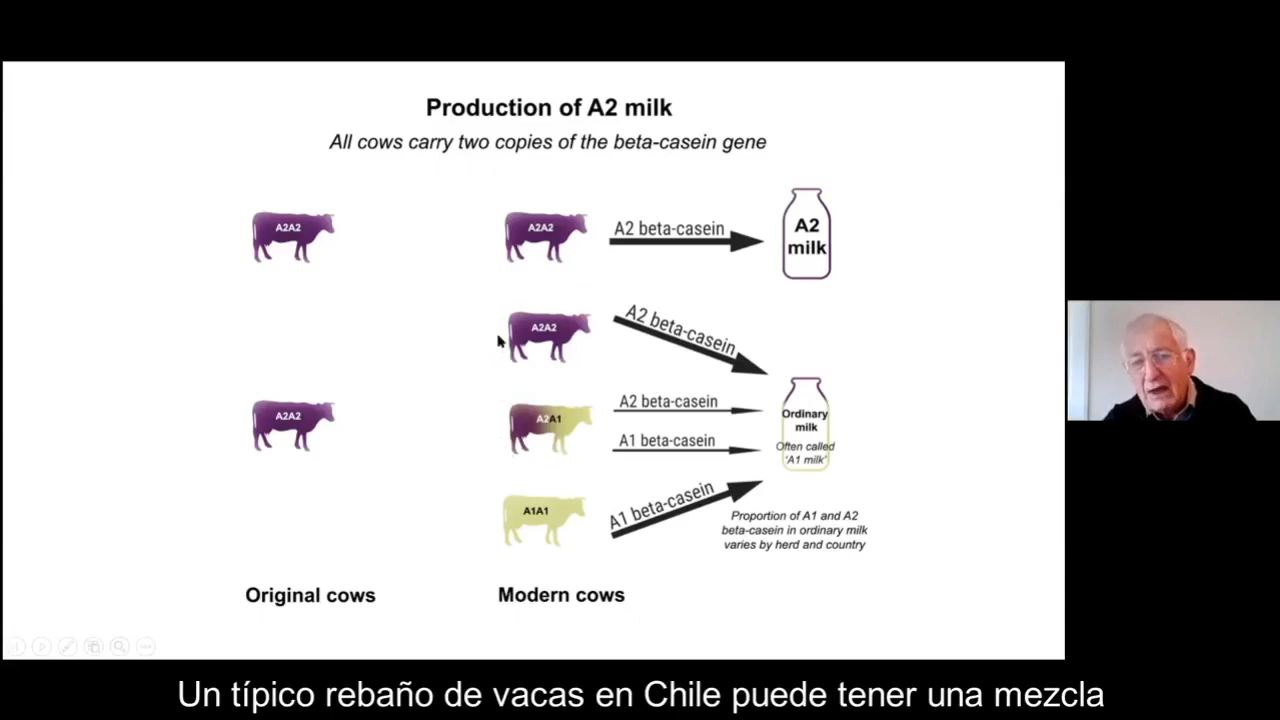 Production of A2 milk
All cows carry two copies of the beta-casein gene
A2A2
A2A2
A2 beta-casein
A2
milk
A2A2
A2 beta-casein
A2A2
A2A1
A2 beta-casein
A1 beta-casein
Ordinary
milk
Often called
'A1 milk'
A1A1
A1 beta-casein
Proportion of A1 and A2
beta-casein in ordinary milk
varies by herd and country
Original cows
Modern cows
Un típico rebaño de vacas en Chile puede tener una mezcla